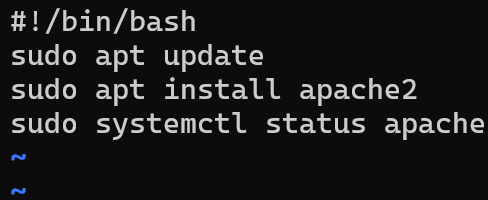 #!/bin/bash
sudo apt update
sudo apt install apache2
sudo systemctl status apache
~
~